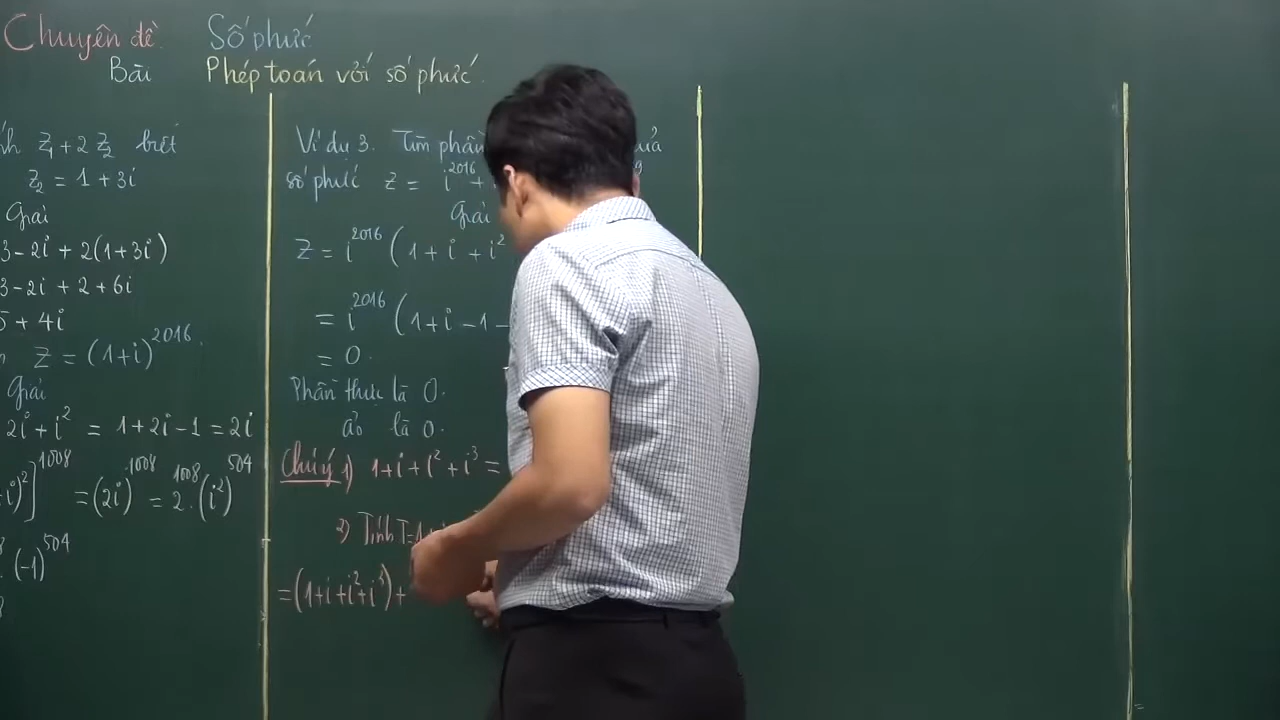 Chuyên đề Số phức
Bài Phép toán với số phức.
z₁ + 2 z₂ biết
z₂ = 1 + 3i
Giải
3 - 2i + 2(1 + 3i)
3 - 2i + 2 + 6i
5 + 4i
z = (1+i)²⁰¹⁶.
Giải
2i + i² = 1 + 2i - 1 = 2i
i)²]¹⁰⁰⁸ = (2i)¹⁰⁰⁸ = 2¹⁰⁰⁸.(i²)⁵⁰⁴
. (-1)⁵⁰⁴
Ví dụ 3. Tìm phần
số phức z = i²⁰¹⁶ +
Giải
z = i²⁰¹⁶ (1 + i + i²
= i²⁰¹⁶ (1 + i - 1 -
= 0.
Phần thực là 0.
ảo là 0.
Chú ý 1) 1 + i + i² + i³ =
2) Tính T = 1 +
= (1 + i + i² + i³) +